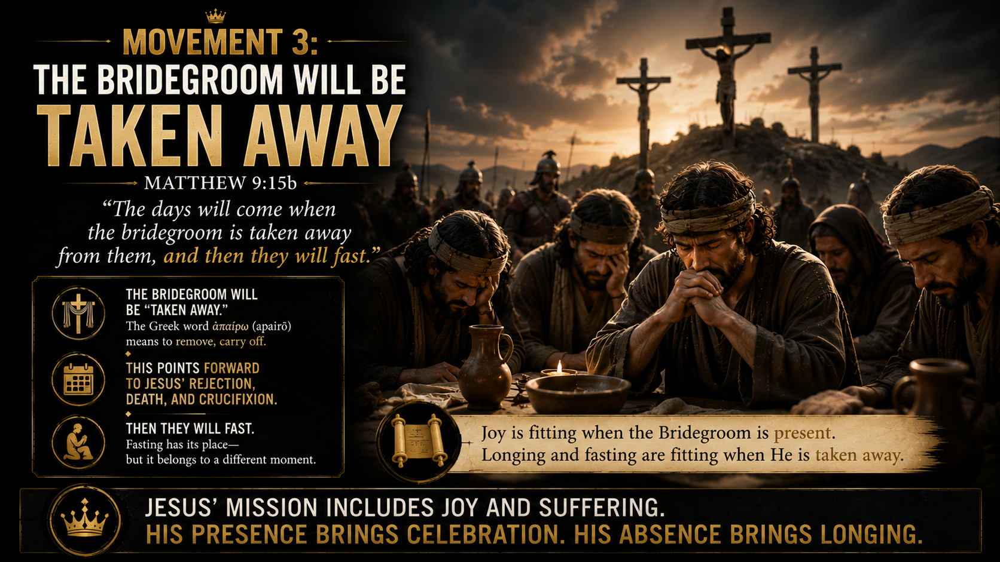 MOVEMENT 3:
THE BRIDEGROOM WILL BE
TAKEN AWAY
MATTHEW 9:15b
“The days will come when
the bridegroom is taken away
from them, and then they will fast.”
THE BRIDEGROOM WILL
BE “TAKEN AWAY.”
The Greek word ἀπαίρω (apairō)
means to remove, carry off.
THIS POINTS FORWARD
TO JESUS’ REJECTION,
DEATH, AND CRUCIFIXION.
THEN THEY WILL FAST.
Fasting has its place—
but it belongs to a different moment.
Joy is fitting when the Bridegroom is present.
Longing and fasting are fitting when He is taken away.
JESUS’ MISSION INCLUDES JOY AND SUFFERING.
HIS PRESENCE BRINGS CELEBRATION. HIS ABSENCE BRINGS LONGING.